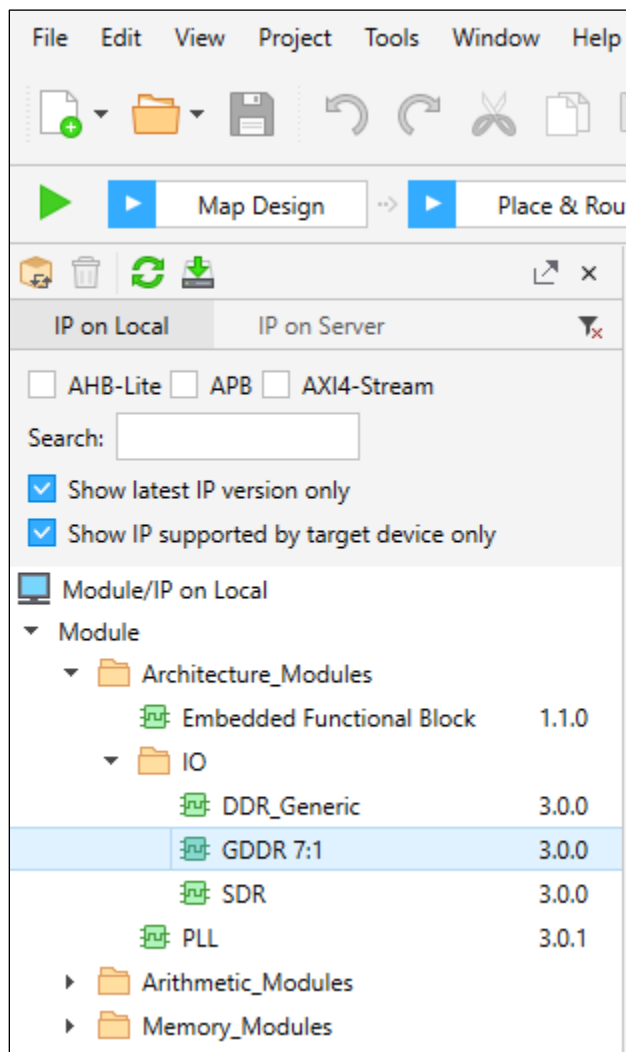 File Edit View Project Tools Window Help
Map Design Place & Rou
IP on Local IP on Server
AHB-Lite APB AXI4-Stream
Search:
Show latest IP version only
Show IP supported by target device only
Module/IP on Local
Module
Architecture_Modules
Embedded Functional Block 1.1.0
IO
DDR_Generic 3.0.0
GDDR 7:1 3.0.0
SDR 3.0.0
PLL 3.0.1
Arithmetic_Modules
Memory_Modules